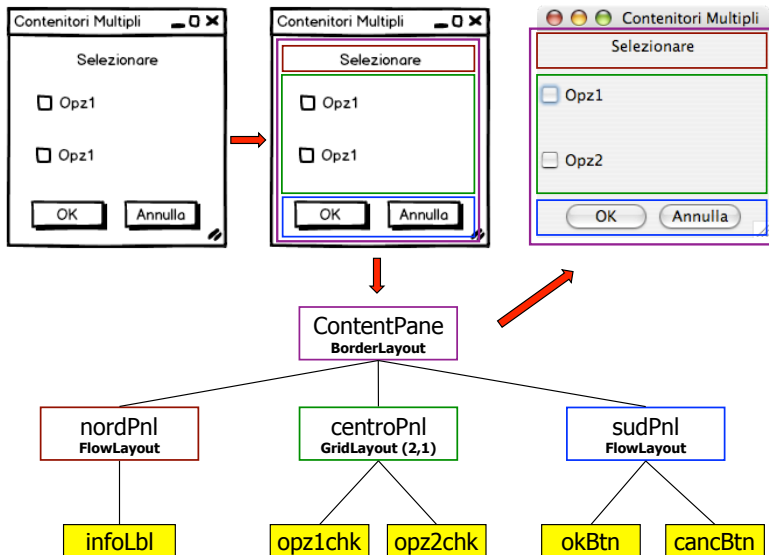 Contenitori Multipli
Selezionare
Opz1
Opz1
OK
Annulla
Contenitori Multipli
Selezionare
Opz1
Opz1
OK
Annulla
Contenitori Multipli
Selezionare
Opz1
Opz2
OK
Annulla
ContentPane
BorderLayout
nordPnl
FlowLayout
centroPnl
GridLayout (2,1)
sudPnl
FlowLayout
infoLbl
opz1chk
opz2chk
okBtn
cancBtn